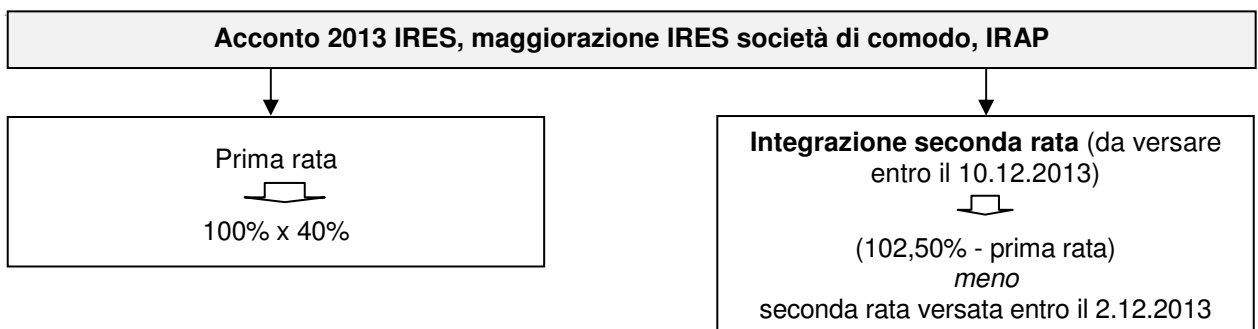 Acconto 2013 IRES, maggiorazione IRES società di comodo, IRAP
Prima rata
100% x 40%
Integrazione seconda rata (da versare
entro il 10.12.2013)
(102,50% - prima rata)
meno
seconda rata versata entro il 2.12.2013